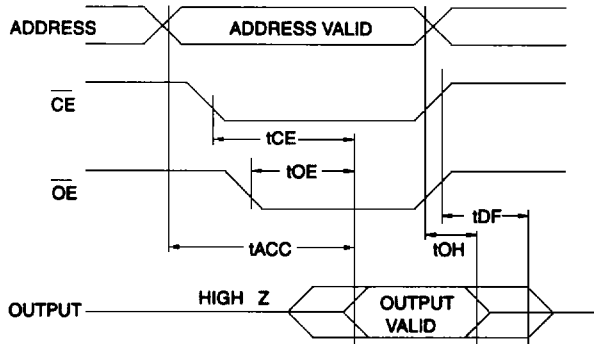 ADDRESS
ADDRESS VALID
CE
tCE
tOE
OE
tDF
tOH
tACC
HIGH Z
OUTPUT
OUTPUT
VALID